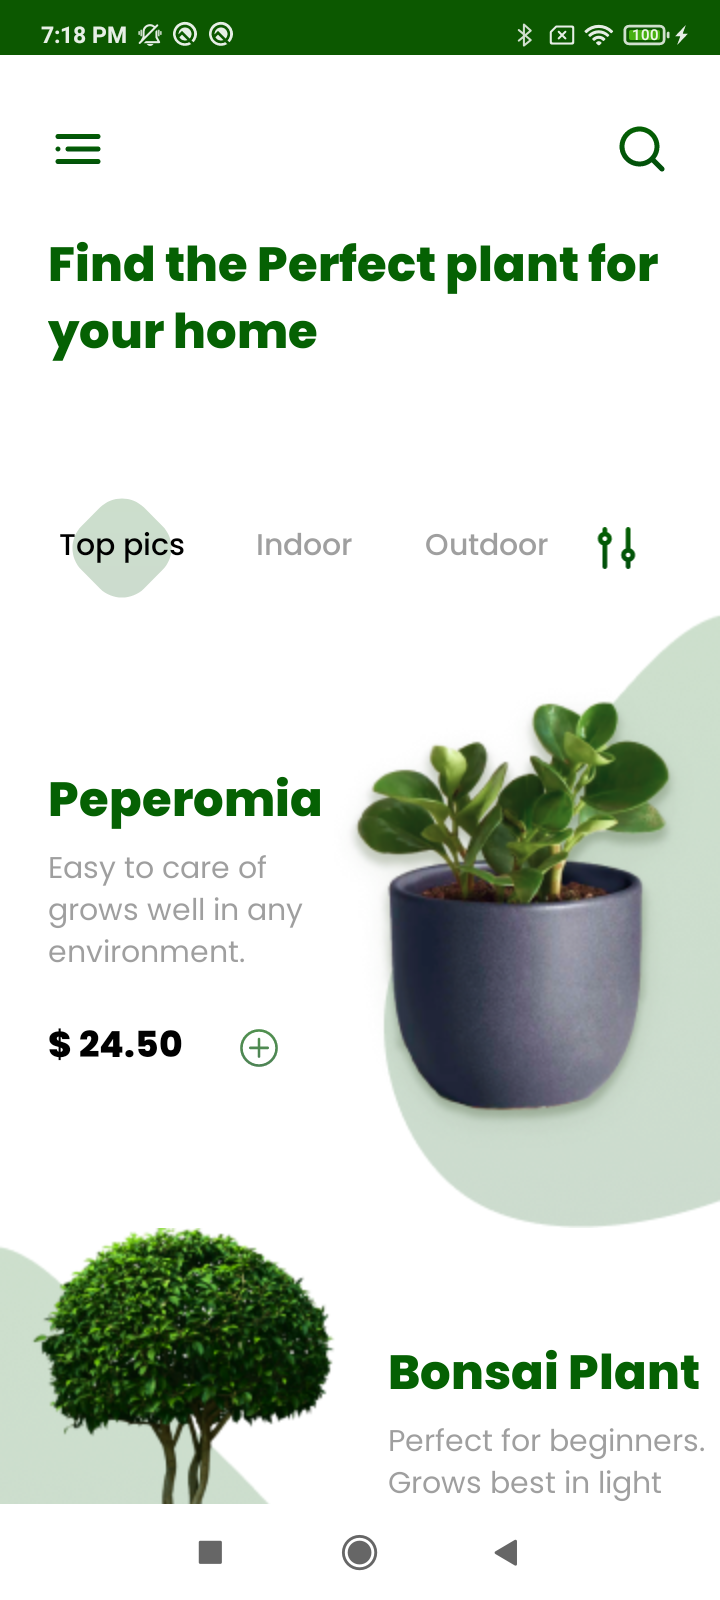 7:18 PM 100
Find the Perfect plant for
your home
Top pics Indoor Outdoor
Peperomia
Easy to care of
grows well in any
environment.
$ 24.50
Bonsai Plant
Perfect for beginners.
Grows best in light